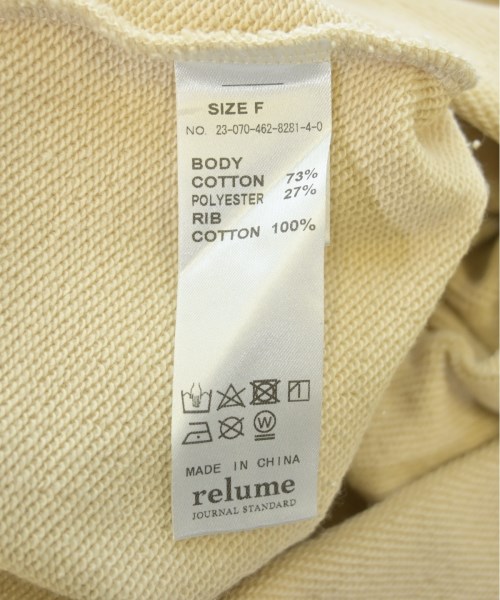 SIZE F
NO. 23-070-462-8281-4-0
BODY
COTTON 73%
POLYESTER 27%
RIB
COTTON 100%
W
MADE IN CHINA
relume
JOURNAL STANDARD